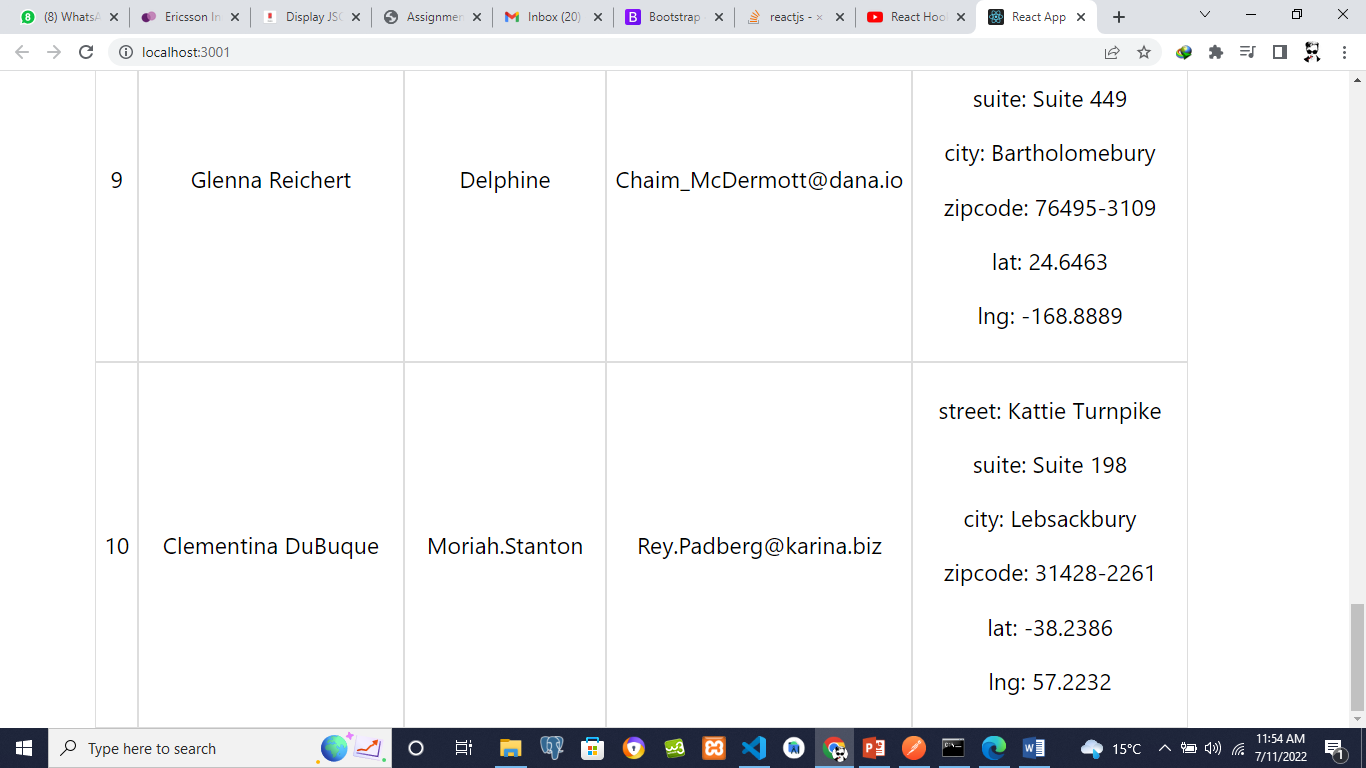 (8) WhatsA
Ericsson In
Display JSO
Assignmen
Inbox (20)
Bootstrap
reactjs -
React Hool
React App
localhost:3001
suite: Suite 449
city: Bartholomebury
9 Glenna Reichert Delphine Chaim_McDermott@dana.io
zipcode: 76495-3109
lat: 24.6463
lng: -168.8889
street: Kattie Turnpike
suite: Suite 198
city: Lebsackbury
10 Clementina DuBuque Moriah.Stanton Rey.Padberg@karina.biz
zipcode: 31428-2261
lat: -38.2386
lng: 57.2232
Type here to search
15°C
11:54 AM
7/11/2022
1